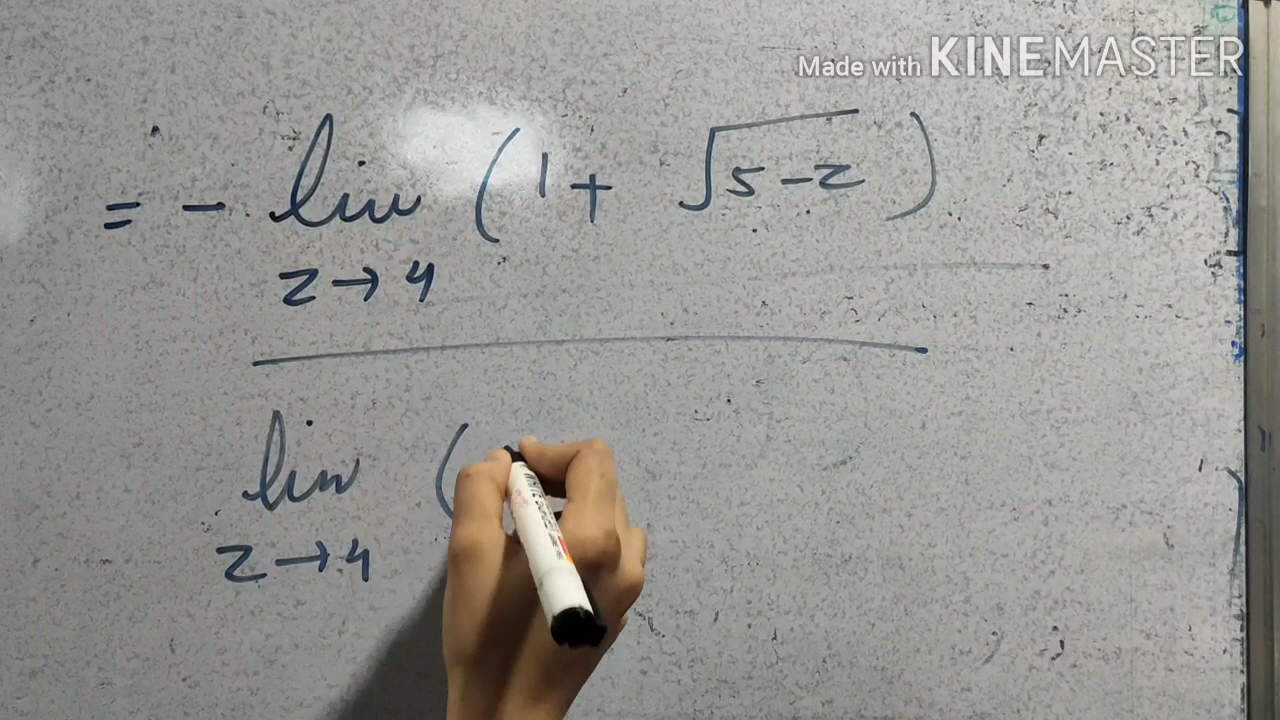 Made with KINEMASTER
= - lim (1 + √5-z)
z → 4
lim (
z → 4